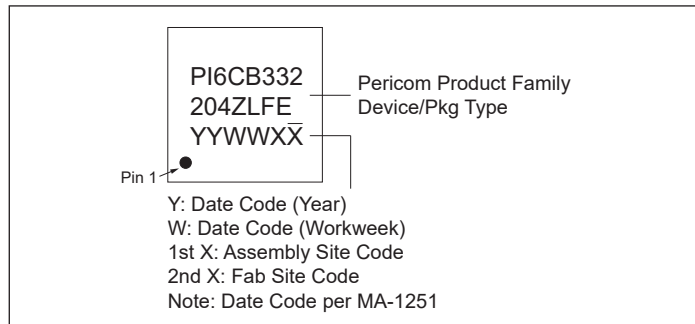 PI6CB332
204ZLFE
YYWWXX̅
Pericom Product Family
Device/Pkg Type
Pin 1
Y: Date Code (Year)
W: Date Code (Workweek)
1st X: Assembly Site Code
2nd X: Fab Site Code
Note: Date Code per MA-1251